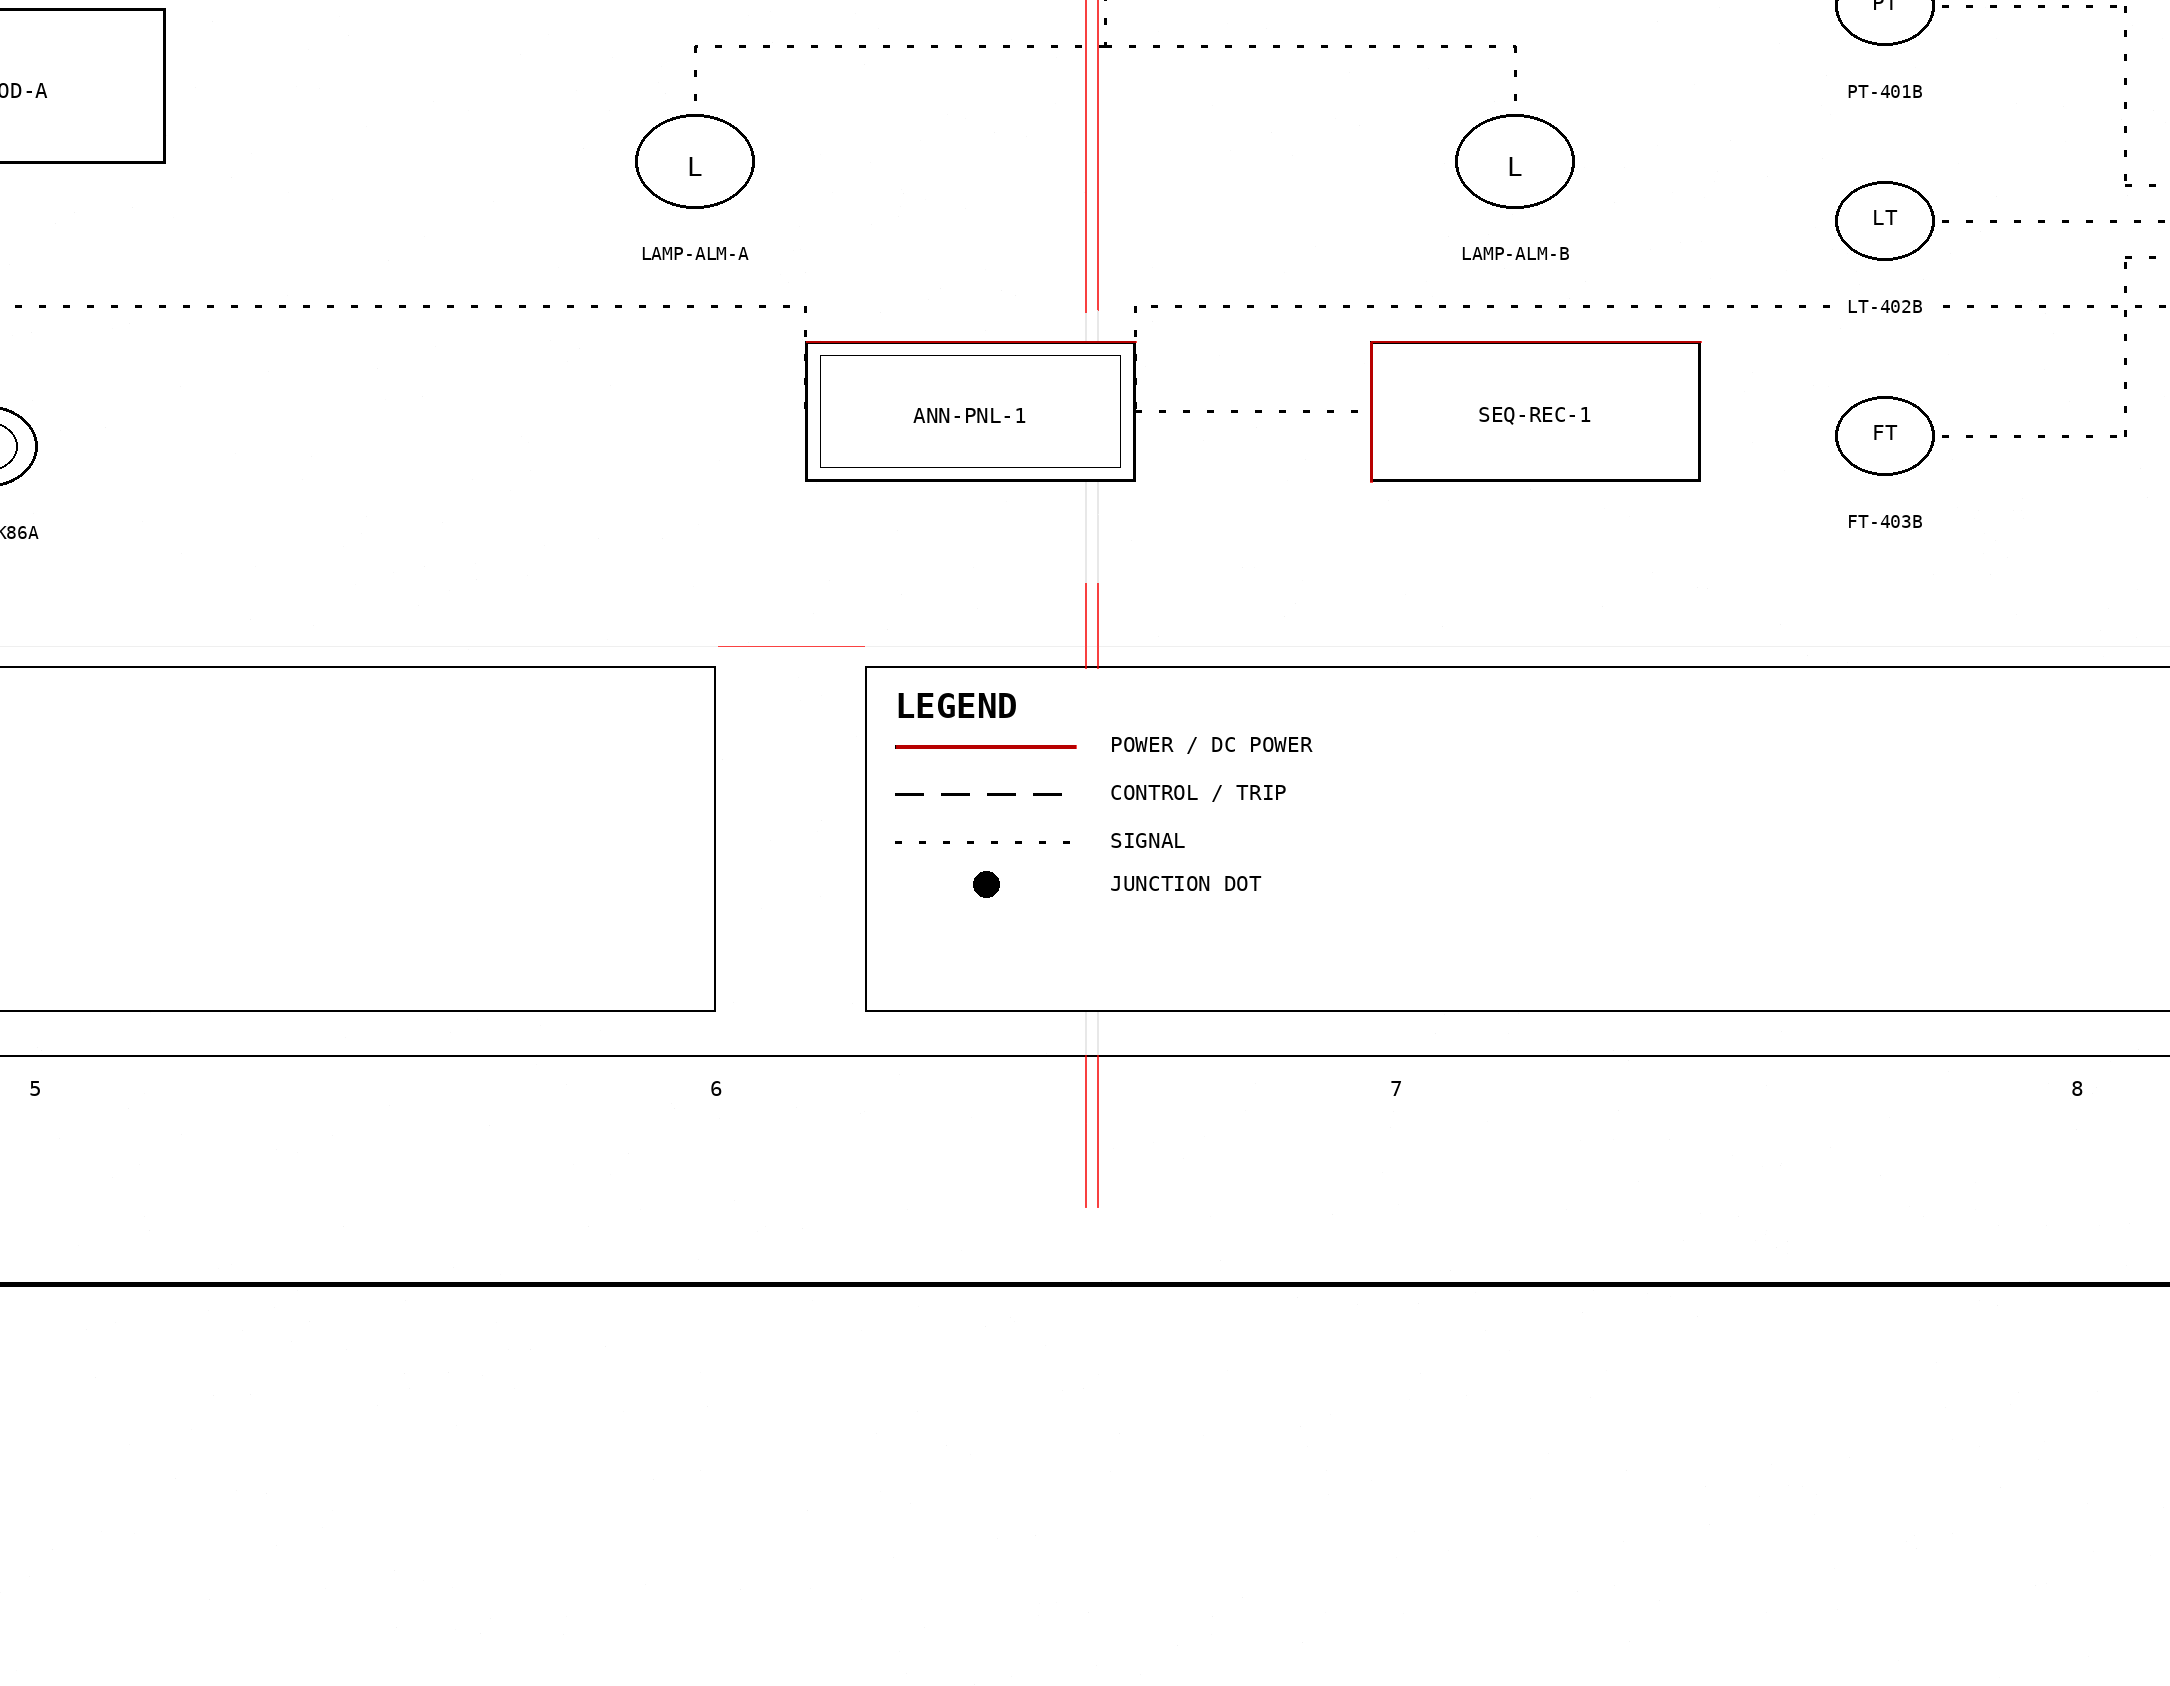 PT
OD-A
PT-401B
L
L
LT
LAMP-ALM-A
LAMP-ALM-B
LT-402B
ANN-PNL-1
SEQ-REC-1
FT
FT-403B
K86A
LEGEND
POWER / DC POWER
CONTROL / TRIP
SIGNAL
JUNCTION DOT
5
6
7
8